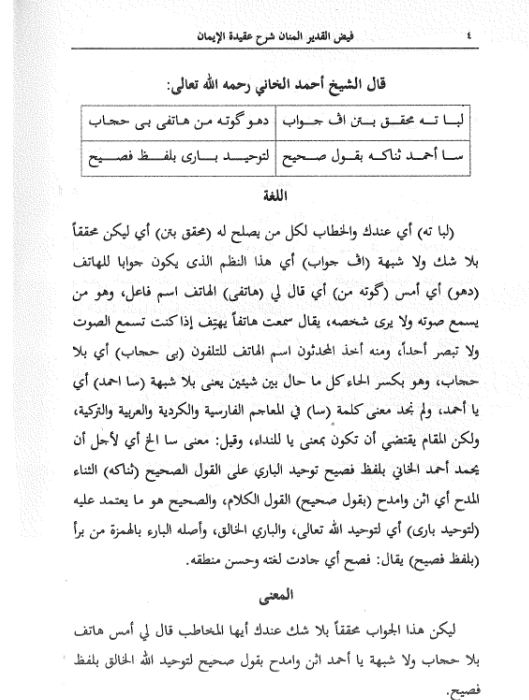 ٤ فيض القدير المنان شرح عقيدة الإيمان
قال الشيخ أحمد الخاني رحمه الله تعالى:
لبا ته محقق بتن اڤ جواب دهو گوته من هاتفى بى حجاب
سا أحمد ثناكه بقول صحيح لتوحيد بارى بلفظ فصيح
اللغة
(لبا ته) أي عندك والخطاب لكل من يصلح له (محقق بتن) أي ليكن محققاً
بلا شك ولا شبهة (اڤ جواب) أي هذا النظم الذى يكون جوابا للهاتف
(دهو) أي أمس (گوته من) أي قال لي (هاتفى) الهاتف اسم فاعل، وهو من
يسمع صوته ولا يرى شخصه، يقال سمعت هاتفاً يهتف إذا كنت تسمع الصوت
ولا تبصر أحداً، ومنه أخذ المحدثون اسم الهاتف للتلفون (بى حجاب) أي بلا
حجاب، وهو بكسر الحاء كل ما حال بين شيئين يعنى بلا شبهة (سا احمد) أي
يا أحمد، ولم نجد معنى كلمة (سا) في المعاجم الفارسية والكردية والعربية والتركية،
ولكن المقام يقتضي أن تكون بمعنى يا للنداء، وقيل: معنى سا الخ أي لأجل أن
يحمد أحمد الخاني بلفظ فصيح توحيد الباري على القول الصحيح (ثناكه) الثناء
المدح أي اثن وامدح (بقول صحيح) القول الكلام، والصحيح هو ما يعتمد عليه
(لتوحيد بارى) أي لتوحيد الله تعالى، والباري الخالق، وأصله البارء بالهمزة من برأ
(بلفظ فصيح) يقال: فصح أي جادت لغته وحسن منطقه.
المعنى
ليكن هذا الجواب محققاً بلا شك عندك أيها المخاطب قال لي أمس هاتف
بلا حجاب ولا شبهة يا أحمد اثن وامدح بقول صحيح لتوحيد الله الخالق بلفظ
فصيح.